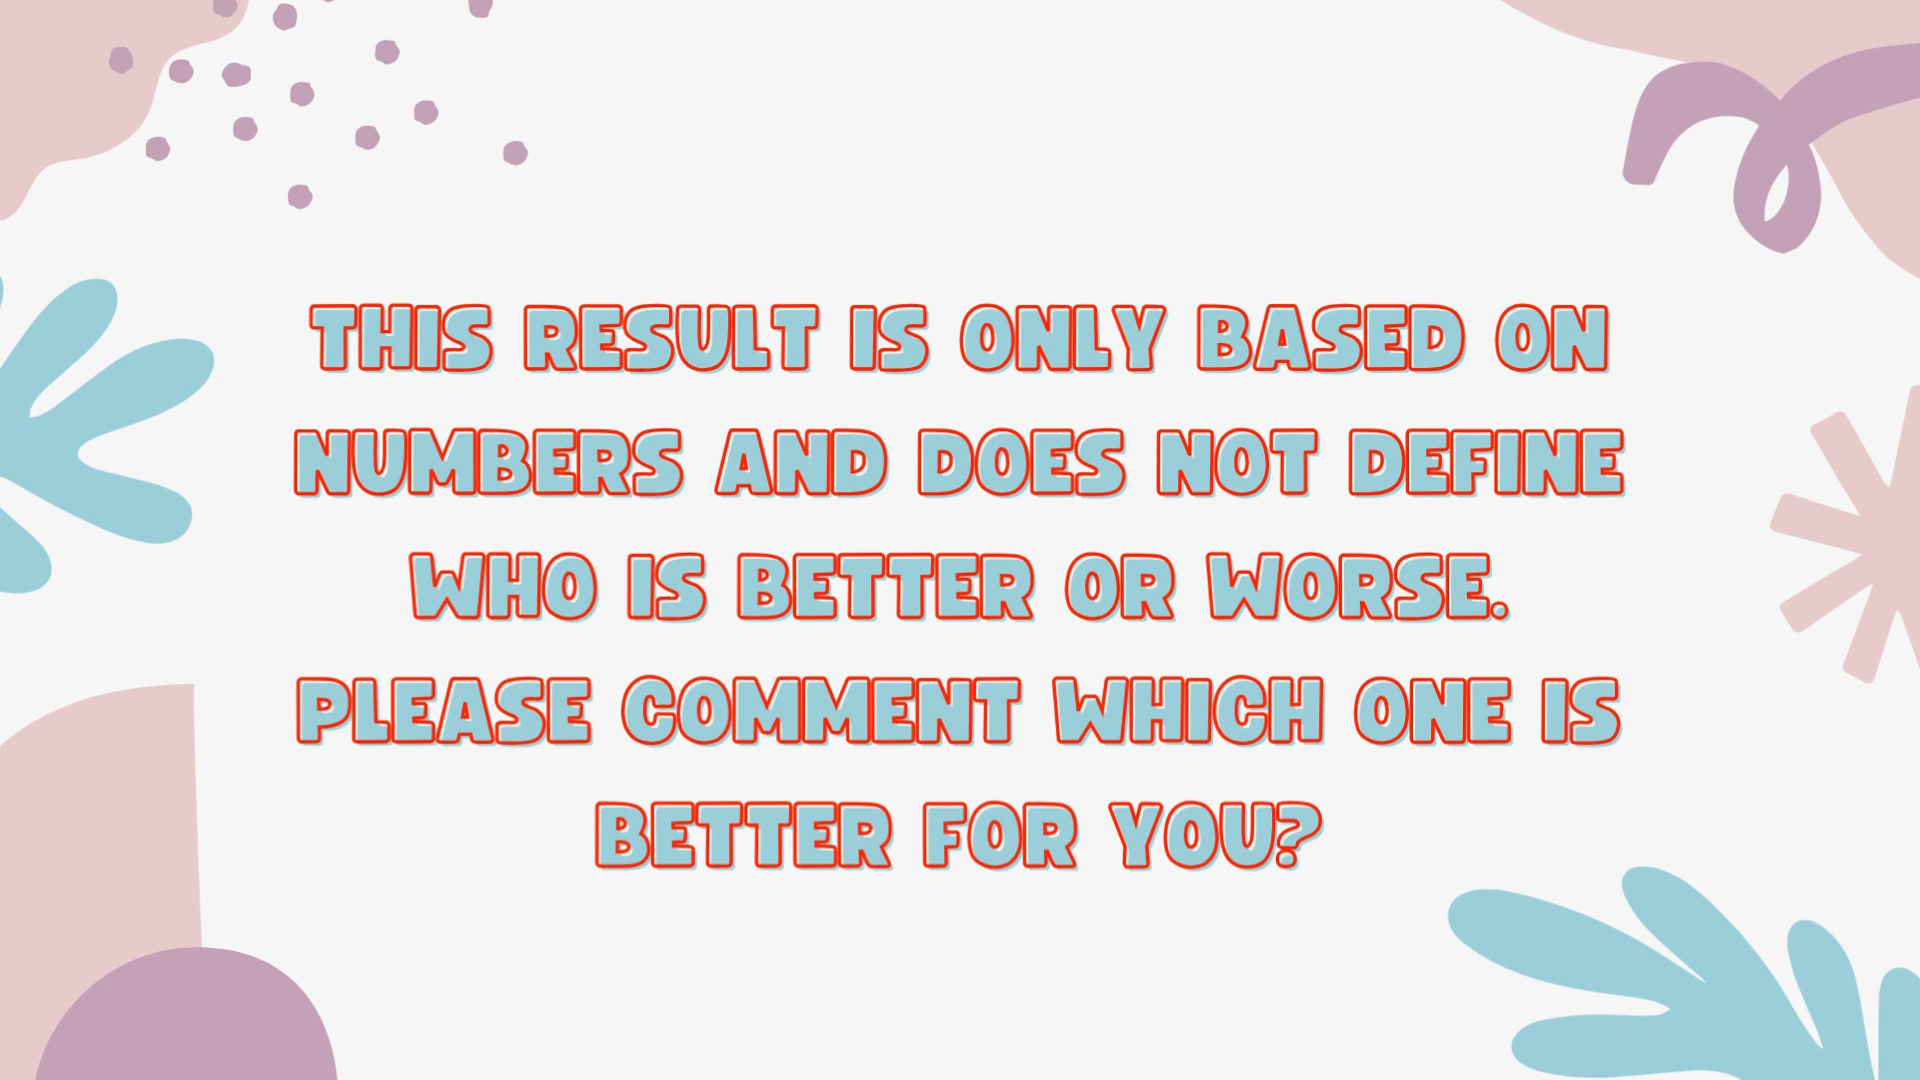 THIS RESULT IS ONLY BASED ON
NUMBERS AND DOES NOT DEFINE
WHO IS BETTER OR WORSE.
PLEASE COMMENT WHICH ONE IS
BETTER FOR YOU?